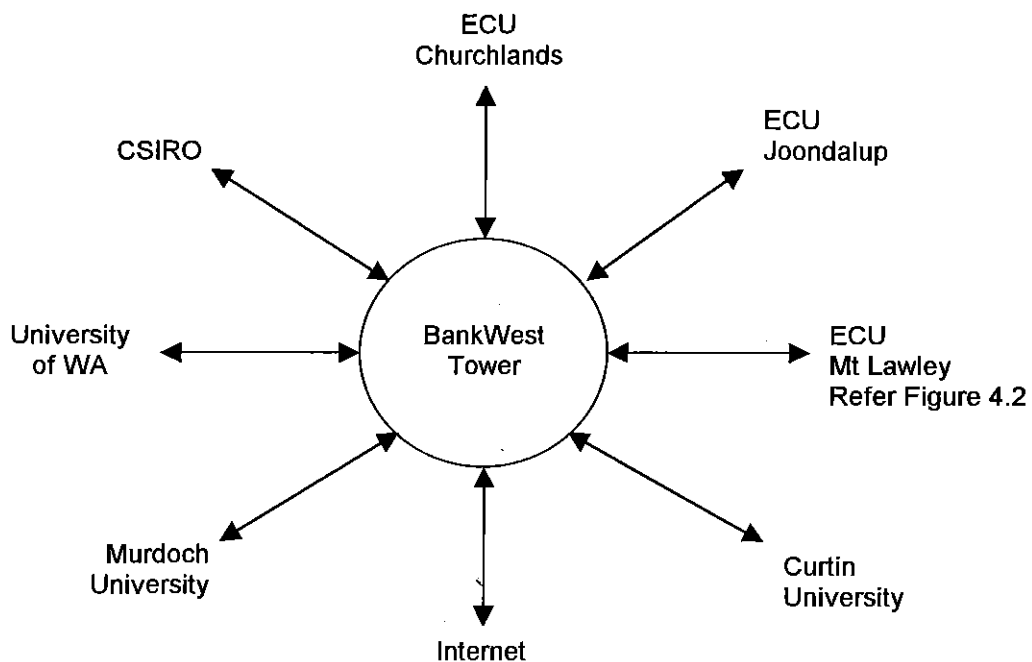 ECU
Churchlands
CSIRO
ECU
Joondalup
University
of WA
BankWest
Tower
ECU
Mt Lawley
Refer Figure 4.2
Murdoch
University
Curtin
University
Internet